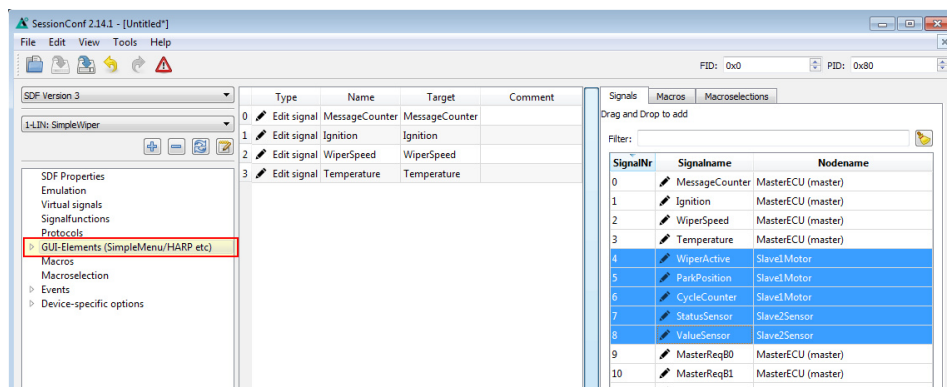 SessionConf 2.14.1 - [Untitled*]
File Edit View Tools Help
FID: 0x0 PID: 0x80
SDF Version 3
1-LIN: SimpleWiper
SDF Properties
Emulation
Virtual signals
Signalfunctions
Protocols
GUI-Elements (SimpleMenu/HARP etc)
Macros
Macroselection
Events
Device-specific options
Type Name Target Comment
0 Edit signal MessageCounter MessageCounter
1 Edit signal Ignition Ignition
2 Edit signal WiperSpeed WiperSpeed
3 Edit signal Temperature Temperature
Signals Macros Macroselections
Drag and Drop to add
Filter:
SignalNr Signalname Nodename
0 MessageCounter MasterECU (master)
1 Ignition MasterECU (master)
2 WiperSpeed MasterECU (master)
3 Temperature MasterECU (master)
4 WiperActive Slave1Motor
5 ParkPosition Slave1Motor
6 CycleCounter Slave1Motor
7 StatusSensor Slave2Sensor
8 ValueSensor Slave2Sensor
9 MasterReqB0 MasterECU (master)
10 MasterReqB1 MasterECU (master)